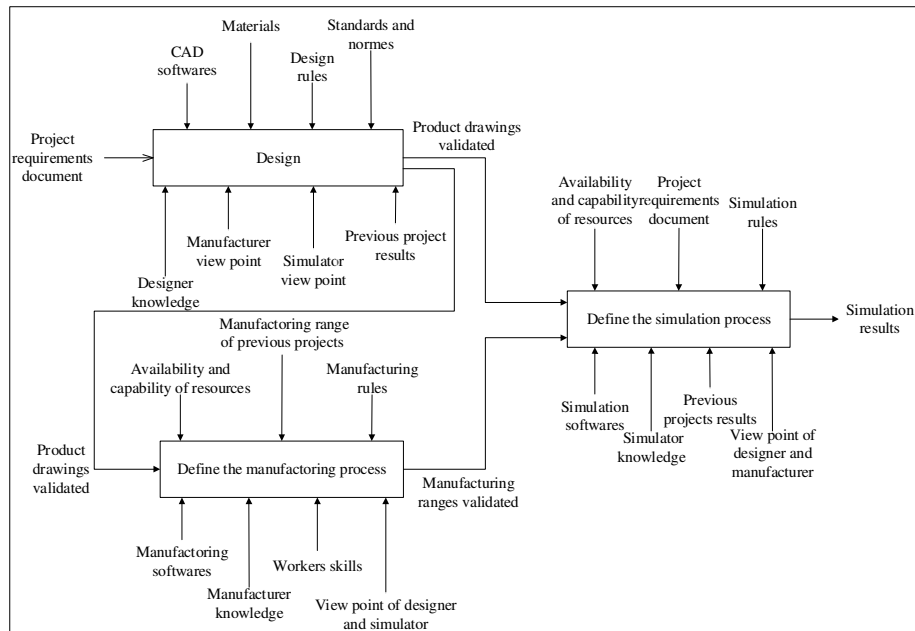 Materials
Standards and
normes
CAD
softwares
Design
rules
Project
requirements
document
Design
Product drawings
validated
Manufacturer
view point
Simulator
view point
Previous project
results
Designer
knowledge
Availability
and capability
of resources
Project
requirements
document
Simulation
rules
Define the simulation process
Simulation
results
Simulation
softwares
Simulator
knowledge
Previous
projects results
View point of
designer and
manufacturer
Manufactoring range
of previous projects
Availability and
capability of resources
Manufacturing
rules
Product
drawings
validated
Define the manufactoring process
Manufacturing
ranges validated
Manufactoring
softwares
Manufacturer
knowledge
Workers skills
View point of designer
and simulator